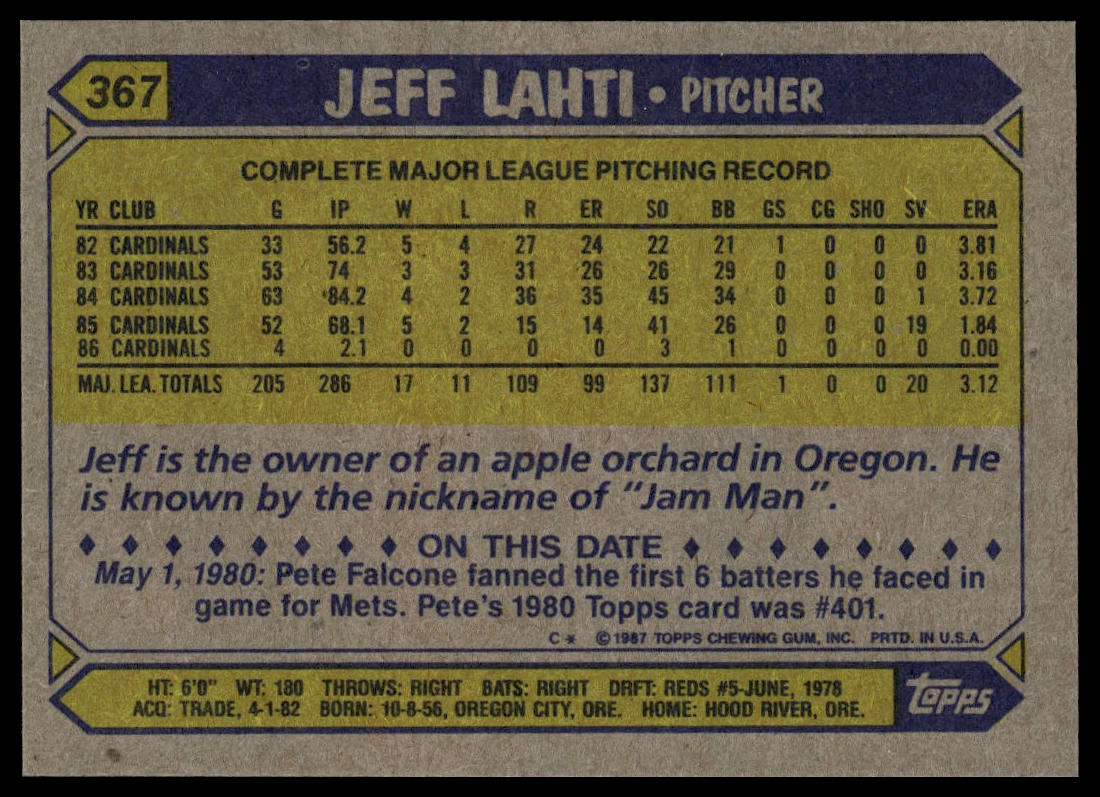 367 JEFF LAHTI • PITCHER
COMPLETE MAJOR LEAGUE PITCHING RECORD
YR CLUB G IP W L R ER SO BB GS CG SHO SV ERA
82 CARDINALS 33 56.2 5 4 27 24 22 21 1 0 0 0 3.81
83 CARDINALS 53 74 3 3 31 26 26 29 0 0 0 0 3.16
84 CARDINALS 63 84.2 4 2 36 35 45 34 0 0 0 1 3.72
85 CARDINALS 52 68.1 5 2 15 14 41 26 0 0 0 19 1.84
86 CARDINALS 4 2.1 0 0 0 0 3 1 0 0 0 0 0.00
MAJ. LEA. TOTALS 205 286 17 11 109 99 137 111 1 0 0 20 3.12
Jeff is the owner of an apple orchard in Oregon. He
is known by the nickname of “Jam Man”.
ON THIS DATE
May 1, 1980: Pete Falcone fanned the first 6 batters he faced in
game for Mets. Pete's 1980 Topps card was #401.
C* ©1987 TOPPS CHEWING GUM, INC. PRTD. IN U.S.A.
HT: 6'0" WT: 180 THROWS: RIGHT BATS: RIGHT DRFT: REDS #5-JUNE, 1978
ACQ: TRADE, 4-1-82 BORN: 10-8-56, OREGON CITY, ORE. HOME: HOOD RIVER, ORE.
topps